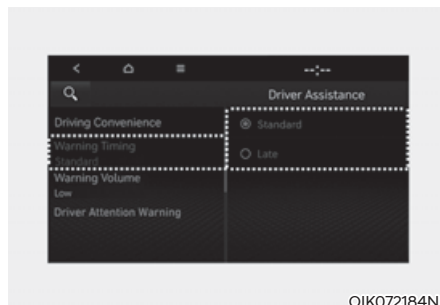 --:--
Driver Assistance
Driving Convenience
Warning Timing
Standard
Warning Volume
Low
Driver Attention Warning
Standard
Late
OIK072184N